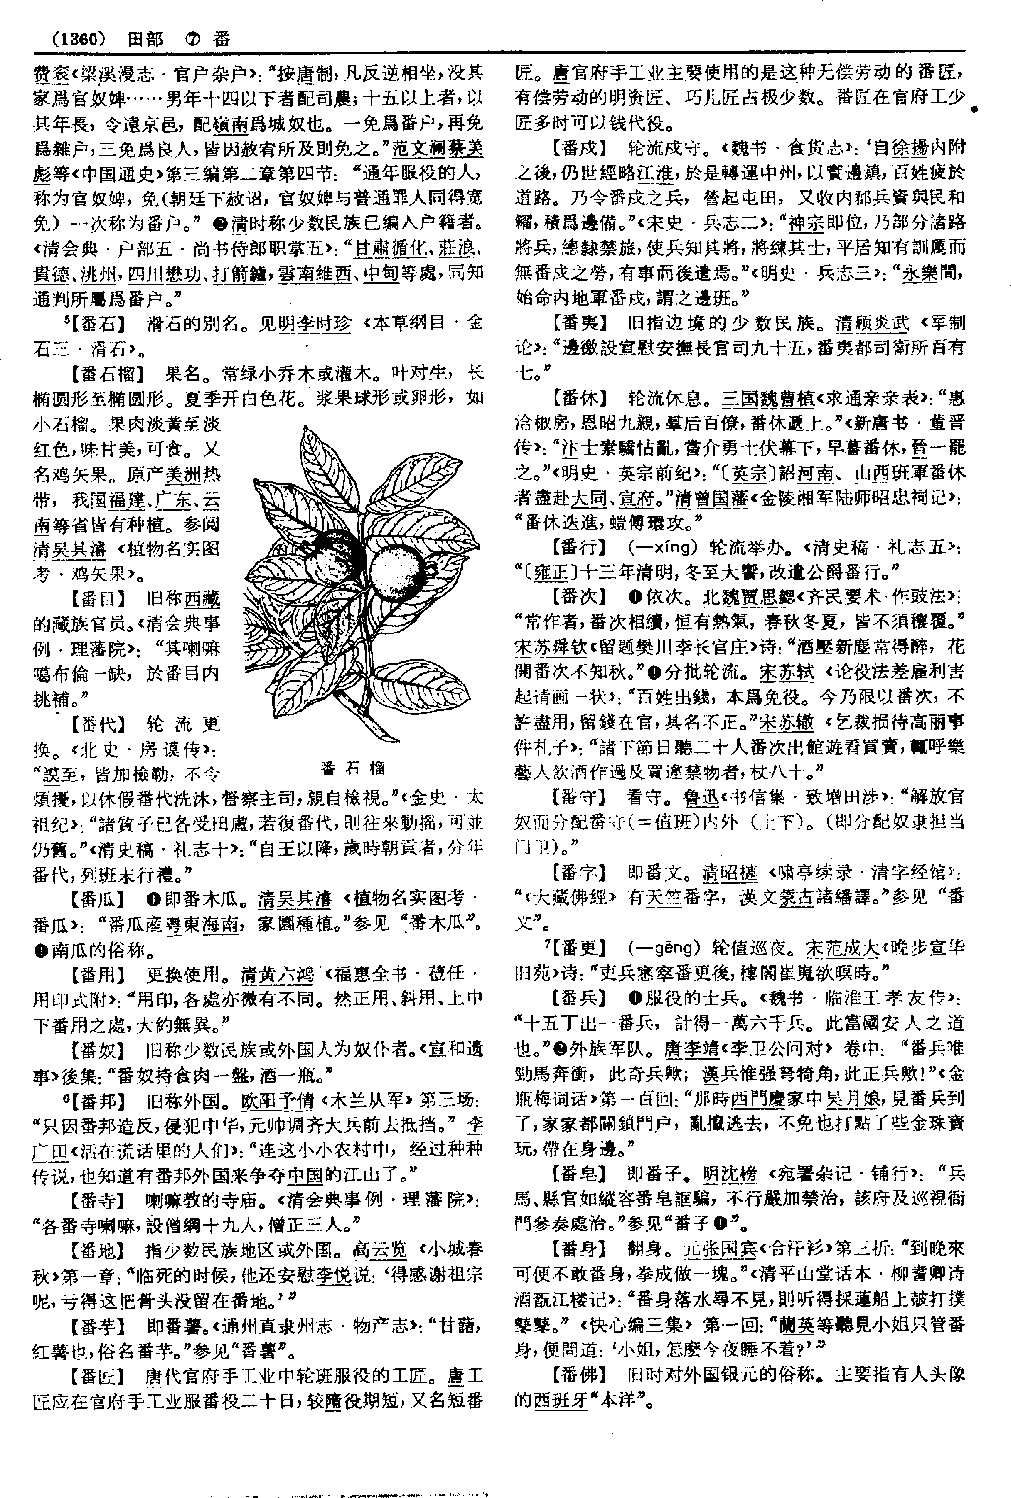 (1360) 田部 ⑦ 番
费衮《梁溪漫志·官户杂户》：“按唐制，凡反逆相坐，没其
家爲官奴婢……男年十四以下者配司農；十五以上者，以
其年長，令遠京邑，配嶺南爲城奴也。一免爲番户，再免
爲雜户，三免爲良人，皆因赦宥所及則免之。”范文澜蔡美
彪等《中国通史》第三编第二章第四节：“通年服役的人，
称为官奴婢，免(朝廷下赦诏，官奴婢与普通罪人同得宽
免)一次称为番户。” ❷清时称少数民族已编入户籍者。
《清会典·户部五·尚书侍郎职掌五》：“甘肅循化、莊浪、
貴德、洮州，四川懋功、打箭鑪，雲南维西、中甸等處，同知
通判所屬爲番户。”
⁵【番石】 滑石的别名。见明李时珍《本草纲目·金
石三·滑石》。
【番石榴】 果名。常绿小乔木或灌木。叶对生，长
椭圆形至椭圆形。夏季开白色花。浆果球形或卵形，如
小石榴。果肉淡黄至淡
红色，味甘美，可食。又
名鸡矢果。原产美洲热
带，我国福建、广东、云
南等省皆有种植。参阅
清吴其濬《植物名实图
考·鸡矢果》。
【番目】 旧称西藏
的藏族官员。《清会典事
例·理藩院》：“其喇嘛
噶布倫一缺，於番目内
挑補。”
【番代】 轮流更
换。《北史·房谟传》：
“謨至，皆加檢勒，不令
番石榴
煩擾，以休假番代洗沐，督察主司，親自檢視。”《金史·太
祖纪》：“諸質子已各受田廬，若復番代，則往來動摇，可並
仍舊。”《清史稿·礼志十》：“自王以降，歲時朝貢者，分年
番代，列班末行禮。”
【番瓜】 ❶即番木瓜。清吴其濬《植物名实图考·
番瓜》：“番瓜産粤東海南，家園種植。”参见“番木瓜”。
❷南瓜的俗称。
【番用】 更换使用。清黄六鸿《福惠全书·莅任·
用印式附》：“用印，各處亦微有不同。然正用、斜用、上中
下番用之處，大约無異。”
【番奴】 旧称少数民族或外国人为奴仆者。《宣和遗
事》後集：“番奴持食肉一盤，酒一瓶。”
⁶【番邦】 旧称外国。欧阳予倩《木兰从军》第三场：
“只因番邦造反，侵犯中华，元帅调齐大兵前去抵挡。” 李
广田《活在谎话里的人们》：“连这小小农村中，经过种种
传说，也知道有番邦外国来争夺中国的江山了。”
【番寺】 喇嘛教的寺庙。《清会典事例·理藩院》：
“各番寺喇嘛，設僧綱十九人，僧正三人。”
【番地】 指少数民族地区或外国。高云览《小城春
秋》第一章：“临死的时候，他还安慰李悦说：‘得感谢祖宗
呢，亏得这把骨头没留在番地。’”
【番芋】 即番薯。《通州直隶州志·物产志》：“甘藷，
红薯也，俗名番芋。”参见“番薯”。
【番匠】 唐代官府手工业中轮班服役的工匠。唐工
匠应在官府手工业服番役二十日，较隋役期短，又名短番
匠。唐官府手工业主要使用的是这种无偿劳动的番匠，
有偿劳动的明资匠、巧儿匠占极少数。番匠在官府工少
匠多时可以钱代役。
【番戍】 轮流戍守。《魏书·食货志》：‘自徐揚内附
之後，仍世經略江淮，於是轉運中州，以實邊鎮，百姓疲於
道路。乃令番戍之兵，營起屯田，又收内郡兵資與民和
糴，積爲邊備。”《宋史·兵志二》：“神宗即位，乃部分諸路
將兵，總隸禁旅，使兵知其將，將練其士，平居知有訓厲而
無番戍之勞，有事而後遣焉。”《明史·兵志三》：“永樂間，
始命内地軍番戍，謂之邊班。”
【番夷】 旧指边境的少数民族。清顾炎武《军制
论》：“邊徼設宣慰安撫長官司九十五，番夷都司衛所百有
七。”
【番休】 轮流休息。三国魏曹植《求通亲亲表》：“惠
洽椒房，恩昭九親，羣后百僚，番休遞上。”《新唐书·董晋
传》：“汴士素驕怙亂，嘗介勇士伏幕下，早暮番休，晉一罷
之。”《明史·英宗前纪》：“〔英宗〕詔河南、山西班軍番休
者盡赴大同、宣府。”清曾国藩《金陵湘军陆师昭忠祠记》：
“番休迭進，螘傅環攻。”
【番行】 (—xíng) 轮流举办。《清史稿·礼志五》：
“〔雍正〕十三年清明，冬至大饗，改遣公爵番行。”
【番次】 ❶依次。北魏贾思勰《齐民要术·作豉法》：
“常作者，番次相續，恒有熱氣，春秋冬夏，皆不須穰覆。”
宋苏舜钦《留题樊川李长官庄》诗：“酒壓新醅常得醉，花
開番次不知秋。”❷分批轮流。宋苏轼《论役法差雇利害
起请画一状》：“百姓出錢，本爲免役。今乃限以番次，不
許盡用，留錢在官，其名不正。”宋苏辙《乞裁损待高丽事
件札子》：“諸下節日聽二十人番次出館遊看買賣，輒呼樂
藝人飲酒作過及買違禁物者，杖八十。”
【番守】 看守。鲁迅《书信集·致增田涉》：“解放官
奴而分配番守(＝值班)内外（上下）。（即分配奴隶担当
门卫）。”
【番字】 即番文。清昭梿《啸亭续录·清字经馆》：
“《大藏佛經》 有天竺番字，漢文蒙古諸繙譯。”参见“番
文”。
⁷【番更】 (—gēng) 轮值巡夜。宋范成大《晚步宣华
旧苑》诗：“吏兵窸窣番更後，樓閣崔嵬欲暝時。”
【番兵】 ❶服役的士兵。《魏书·临淮王孝友传》：
“十五丁出一番兵，計得一萬六千兵。此富國安人之道
也。”❷外族军队。唐李靖《李卫公问对》卷中：“番兵惟
勁馬奔衝，此奇兵歟；漢兵惟强弩犄角，此正兵歟！”《金
瓶梅词话》第一百回：“那時西門慶家中吴月娘，見番兵到
了，家家都關鎖門户，亂攛逃去，不免也打點了些金珠寶
玩，帶在身邊。”
【番皂】 即番子。明沈榜《宛署杂记·铺行》：“兵
馬、縣官如縱容番皂誆騙，不行嚴加禁治，該府及巡視衙
門參奏處治。”参见“番子❶”。
【番身】 翻身。元张国宾《合汗衫》第三折：“到晚來
可便不敢番身，拳成做一塊。”《清平山堂话本·柳耆卿诗
酒翫江楼记》：“番身落水尋不見，則听得採蓮船上鼓打撲
鼕鼕。”《快心编三集》第一回：“蘭英等聽見小姐只管番
身，便問道：‘小姐，怎麽今夜睡不着？’”
【番佛】 旧时对外国银元的俗称。主要指有人头像
的西班牙“本洋”。